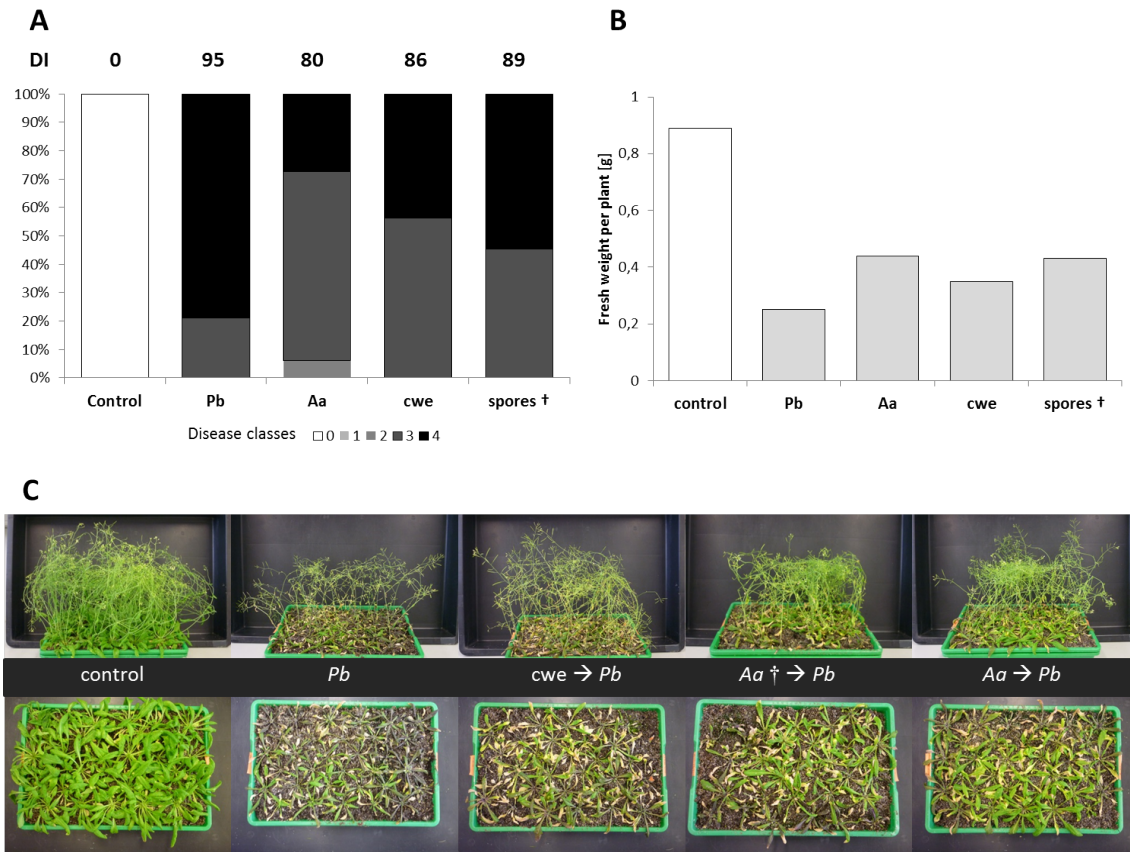 A
DI 0 95 80 86 89
100%
90%
80%
70%
60%
50%
40%
30%
20%
10%
0%
Control Pb Aa cwe spores †
Disease classes 0 1 2 3 4
B
Fresh weight per plant [g]
1
0,8
0,6
0,4
0,2
0
control Pb Aa cwe spores †
C
control Pb cwe → Pb Aa † → Pb Aa → Pb